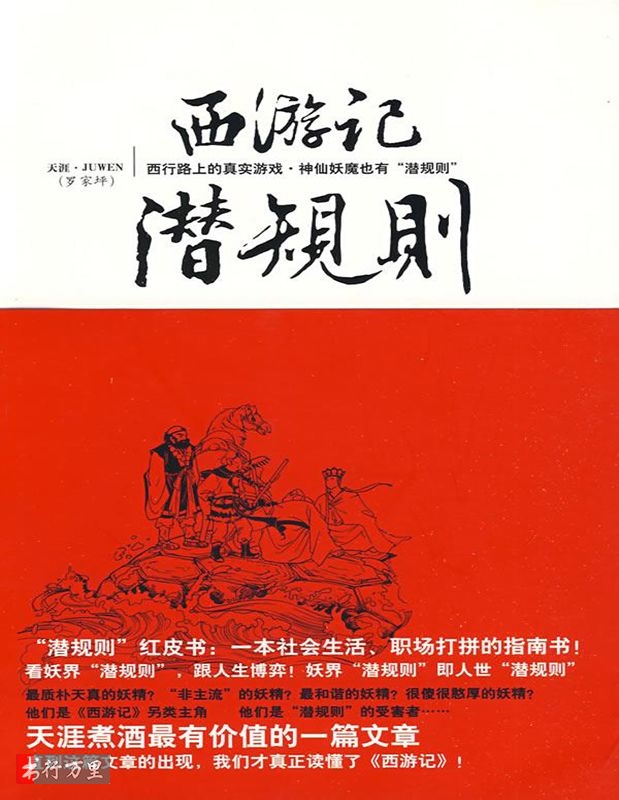 西游记
天涯·JUWEN
(罗家坪)
西行路上的真实游戏·神仙妖魔也有“潜规则”
潜規則
“潜规则”红皮书：一本社会生活、职场打拼的指南书！
看妖界“潜规则”，跟人生博弈！妖界“潜规则”即人世“潜规则”
最质朴天真的妖精？“非主流”的妖精？最和谐的妖精？很傻很憨厚的妖精？
他们是《西游记》另类主角 他们是“潜规则”的受害者……
天涯煮酒最有价值的一篇文章
文章的出现，我们才真正读懂了《西游记》！
书行万里